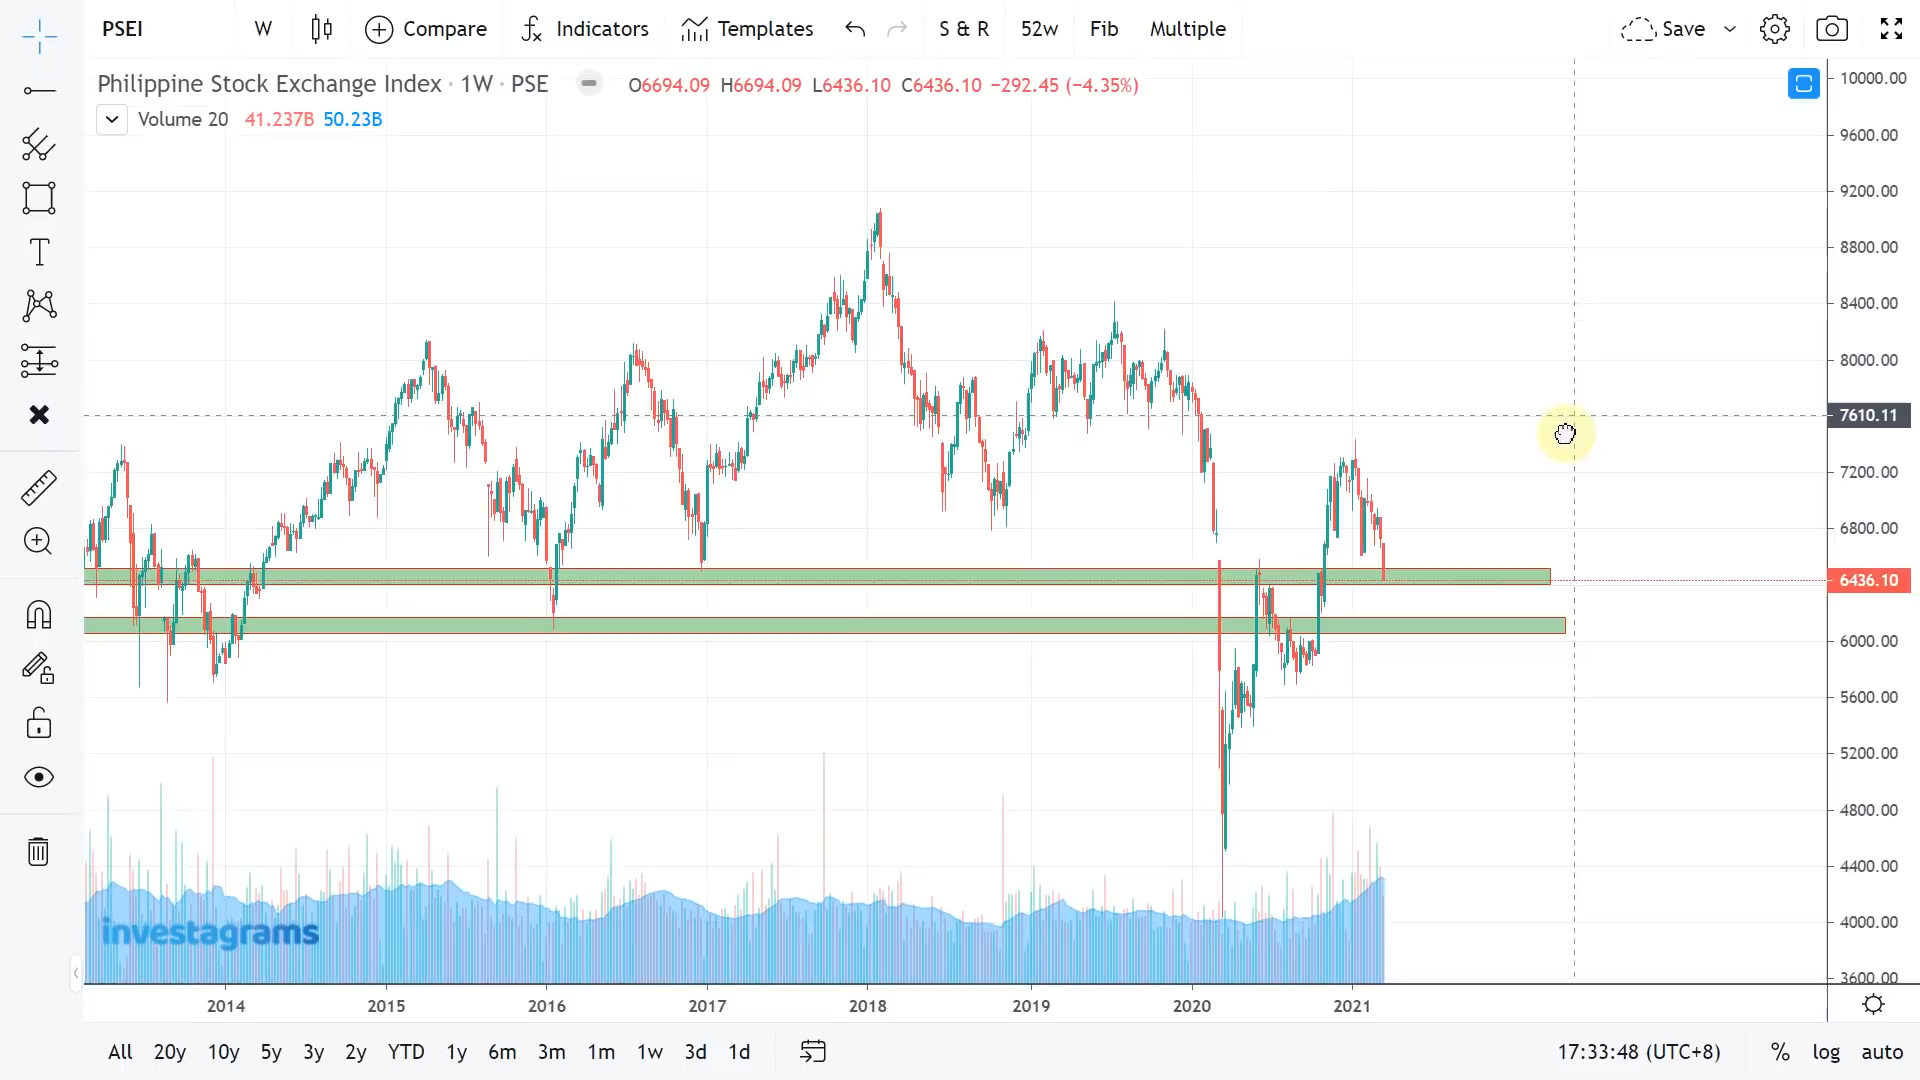 PSEI W Compare Indicators Templates S & R 52w Fib Multiple Save
Philippine Stock Exchange Index · 1W · PSE O6694.09 H6694.09 L6436.10 C6436.10 −292.45 (−4.35%)
Volume 20 41.237B 50.23B
10000.00
9600.00
9200.00
8800.00
8400.00
8000.00
7610.11
7200.00
6800.00
6436.10
6000.00
5600.00
5200.00
4800.00
4400.00
4000.00
3600.00
investagrams
2014 2015 2016 2017 2018 2019 2020 2021
All 20y 10y 5y 3y 2y YTD 1y 6m 3m 1m 1w 3d 1d 17:33:48 (UTC+8) % log auto